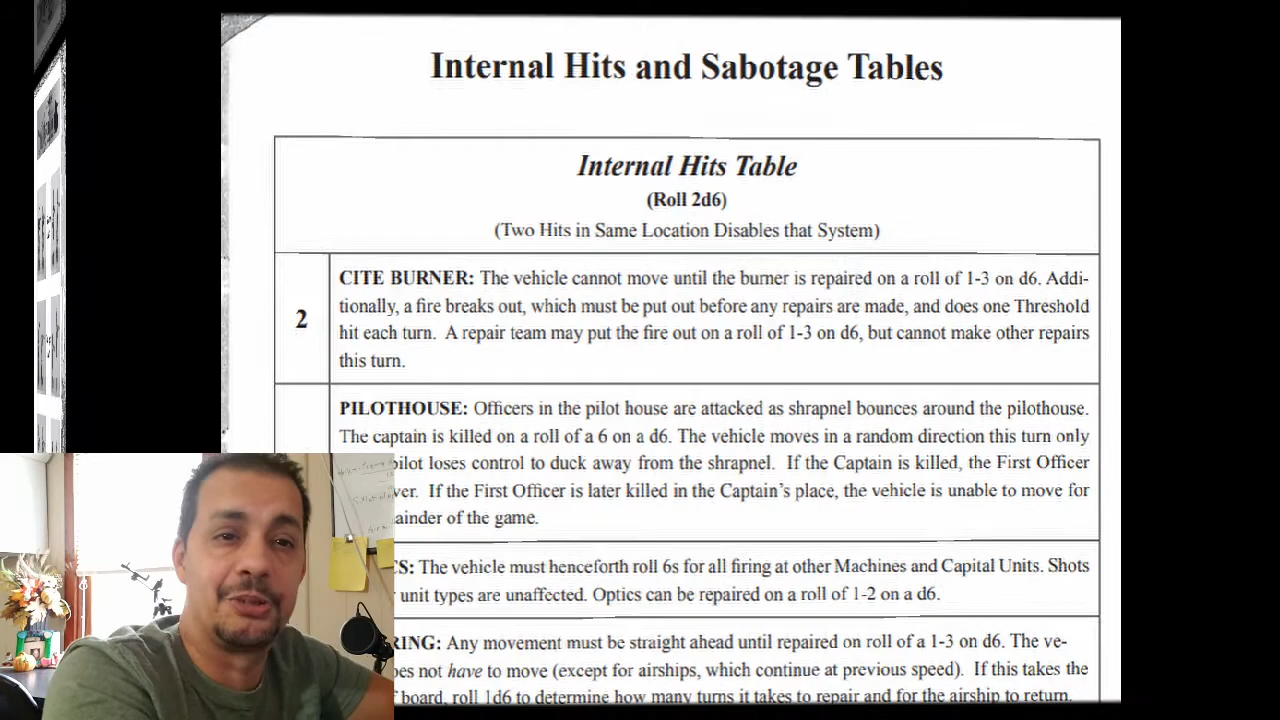 Internal Hits and Sabotage Tables
Internal Hits Table
(Roll 2d6)
(Two Hits in Same Location Disables that System)
2
CITE BURNER: The vehicle cannot move until the burner is repaired on a roll of 1-3 on d6. Addi-
tionally, a fire breaks out, which must be put out before any repairs are made, and does one Threshold
hit each turn. A repair team may put the fire out on a roll of 1-3 on d6, but cannot make other repairs
this turn.
PILOTHOUSE: Officers in the pilot house are attacked as shrapnel bounces around the pilothouse.
The captain is killed on a roll of a 6 on a d6. The vehicle moves in a random direction this turn only
ilot loses control to duck away from the shrapnel. If the Captain is killed, the First Officer
ver. If the First Officer is later killed in the Captain's place, the vehicle is unable to move for
ainder of the game.
CS: The vehicle must henceforth roll 6s for all firing at other Machines and Capital Units. Shots
unit types are unaffected. Optics can be repaired on a roll of 1-2 on a d6.
RING: Any movement must be straight ahead until repaired on roll of a 1-3 on d6. The ve-
oes not have to move (except for airships, which continue at previous speed). If this takes the
board, roll 1d6 to determine how many turns it takes to repair and for the airship to return.